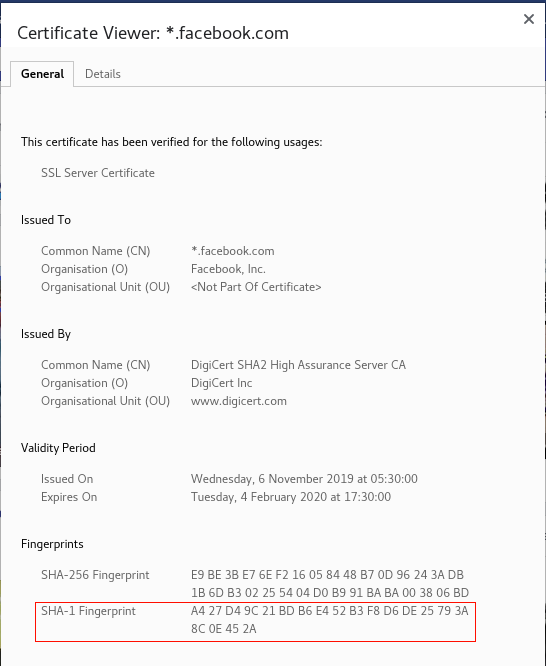 Certificate Viewer: *.facebook.com
General Details
This certificate has been verified for the following usages:
SSL Server Certificate
Issued To
Common Name (CN) *.facebook.com
Organisation (O) Facebook, Inc.
Organisational Unit (OU) <Not Part Of Certificate>
Issued By
Common Name (CN) DigiCert SHA2 High Assurance Server CA
Organisation (O) DigiCert Inc
Organisational Unit (OU) www.digicert.com
Validity Period
Issued On Wednesday, 6 November 2019 at 05:30:00
Expires On Tuesday, 4 February 2020 at 17:30:00
Fingerprints
SHA-256 Fingerprint E9 BE 3B E7 6E F2 16 05 84 48 B7 0D 96 24 3A DB
1B 6D B3 02 25 54 04 D0 B9 91 BA BA 00 38 06 BD
SHA-1 Fingerprint A4 27 D4 9C 21 BD B6 E4 52 B3 F8 D6 DE 25 79 3A
8C 0E 45 2A